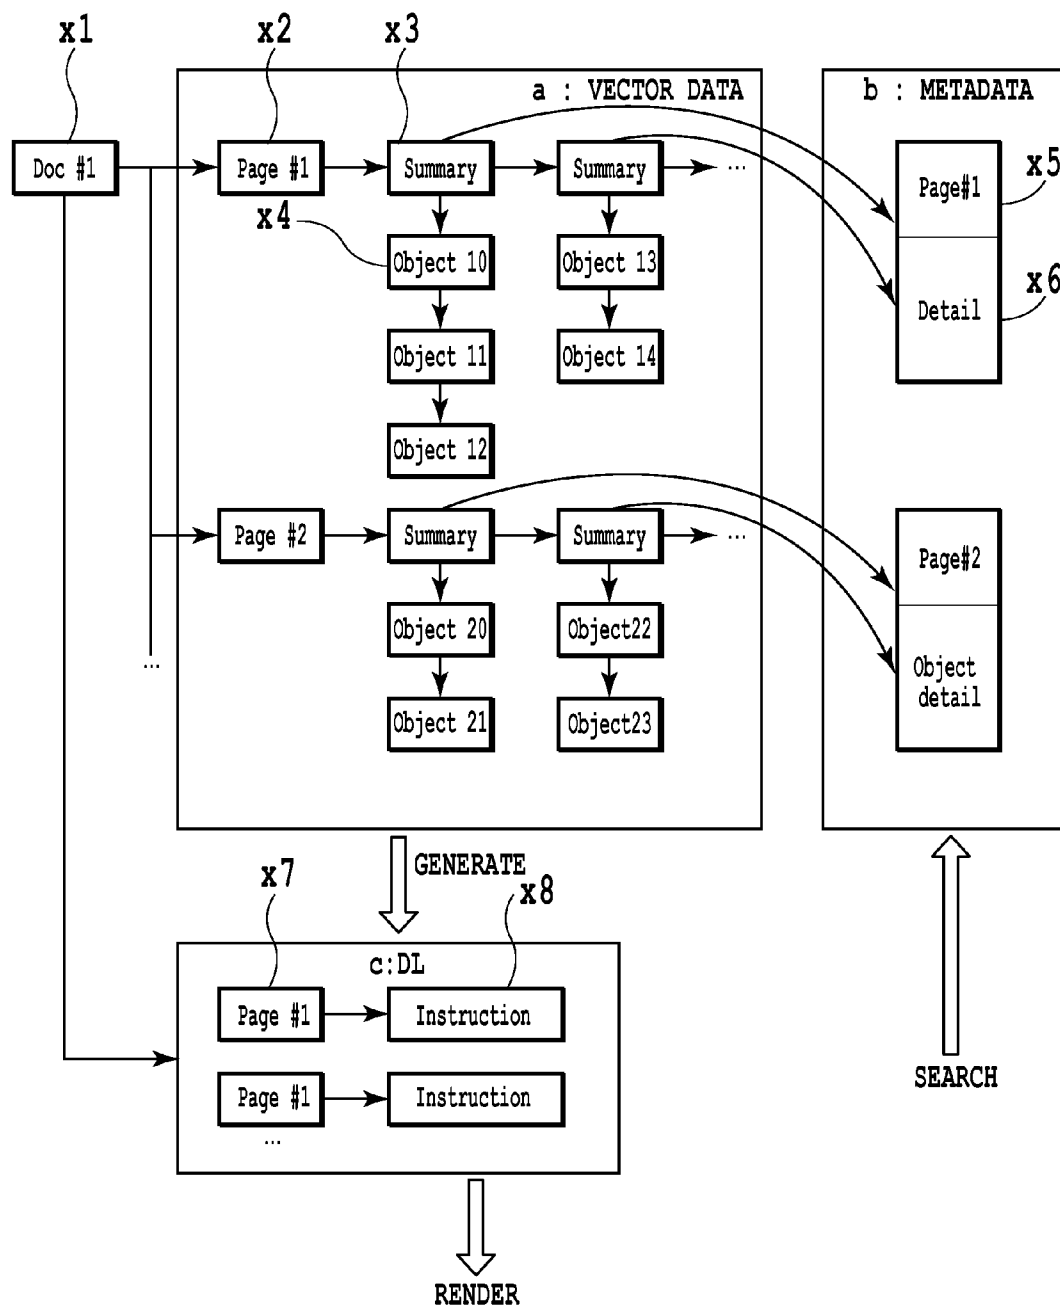 x1
x2
x3
a : VECTOR DATA
b : METADATA
Doc #1
Page #1
Summary
Summary
...
Page#1
x5
x4
Object 10
Object 13
Detail
x6
Object 11
Object 14
Object 12
Page #2
Summary
Summary
...
Page#2
Object 20
Object22
...
Object
detail
Object 21
Object23
GENERATE
x7
x8
c:DL
Page #1
Instruction
Page #1
Instruction
...
SEARCH
RENDER